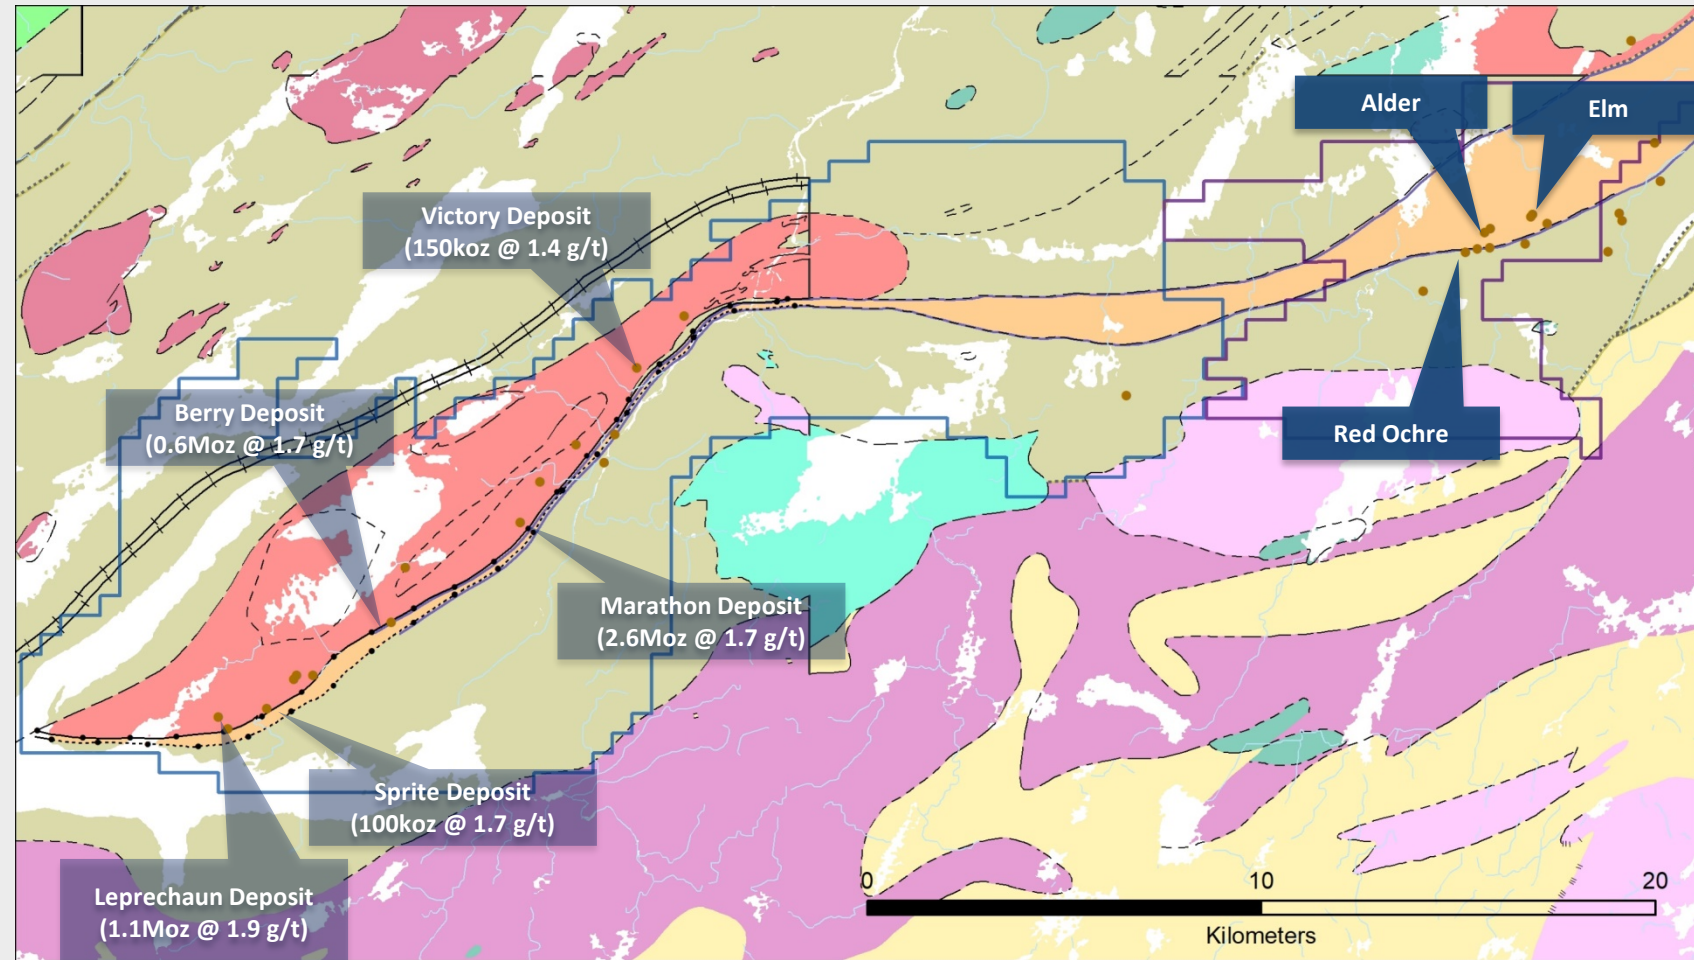 Alder
Elm
Victory Deposit
(150koz @ 1.4 g/t)
Berry Deposit
(0.6Moz @ 1.7 g/t)
Red Ochre
Marathon Deposit
(2.6Moz @ 1.7 g/t)
Sprite Deposit
(100koz @ 1.7 g/t)
Leprechaun Deposit
(1.1Moz @ 1.9 g/t)
0 10 20
Kilometers